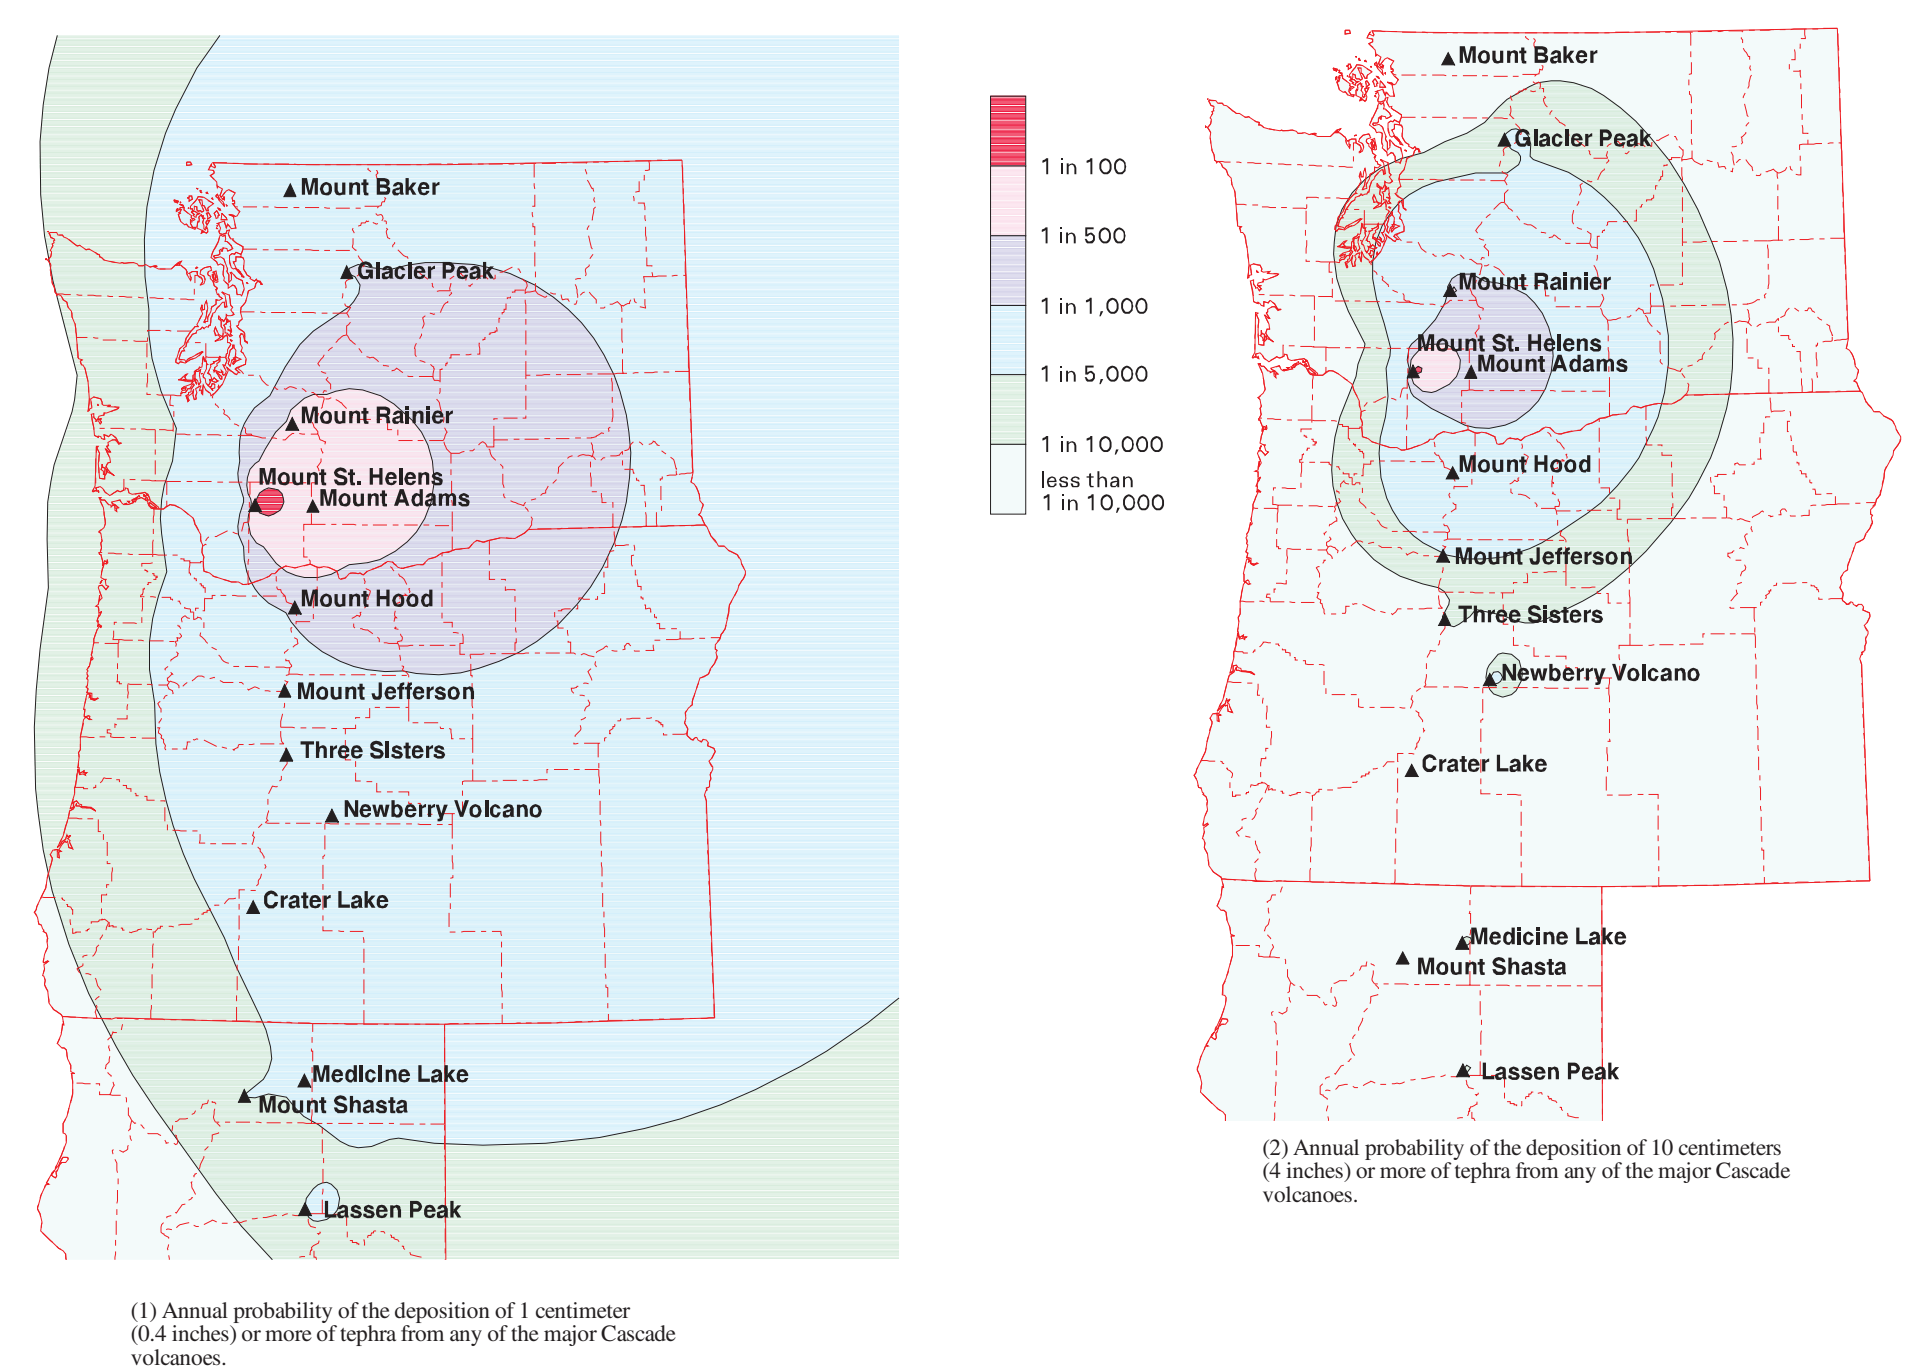 Mount Baker
Glacier Peak
Mount Rainier
Mount St. Helens
Mount Adams
Mount Hood
Mount Jefferson
Three Sisters
Newberry Volcano
Crater Lake
Medicine Lake
Mount Shasta
Lassen Peak
(1) Annual probability of the deposition of 1 centimeter
(0.4 inches) or more of tephra from any of the major Cascade
volcanoes.
1 in 100
1 in 500
1 in 1,000
1 in 5,000
1 in 10,000
less than
1 in 10,000
Mount Baker
Glacier Peak
Mount Rainier
Mount St. Helens
Mount Adams
Mount Hood
Mount Jefferson
Three Sisters
Newberry Volcano
Crater Lake
Medicine Lake
Mount Shasta
Lassen Peak
(2) Annual probability of the deposition of 10 centimeters
(4 inches) or more of tephra from any of the major Cascade
volcanoes.